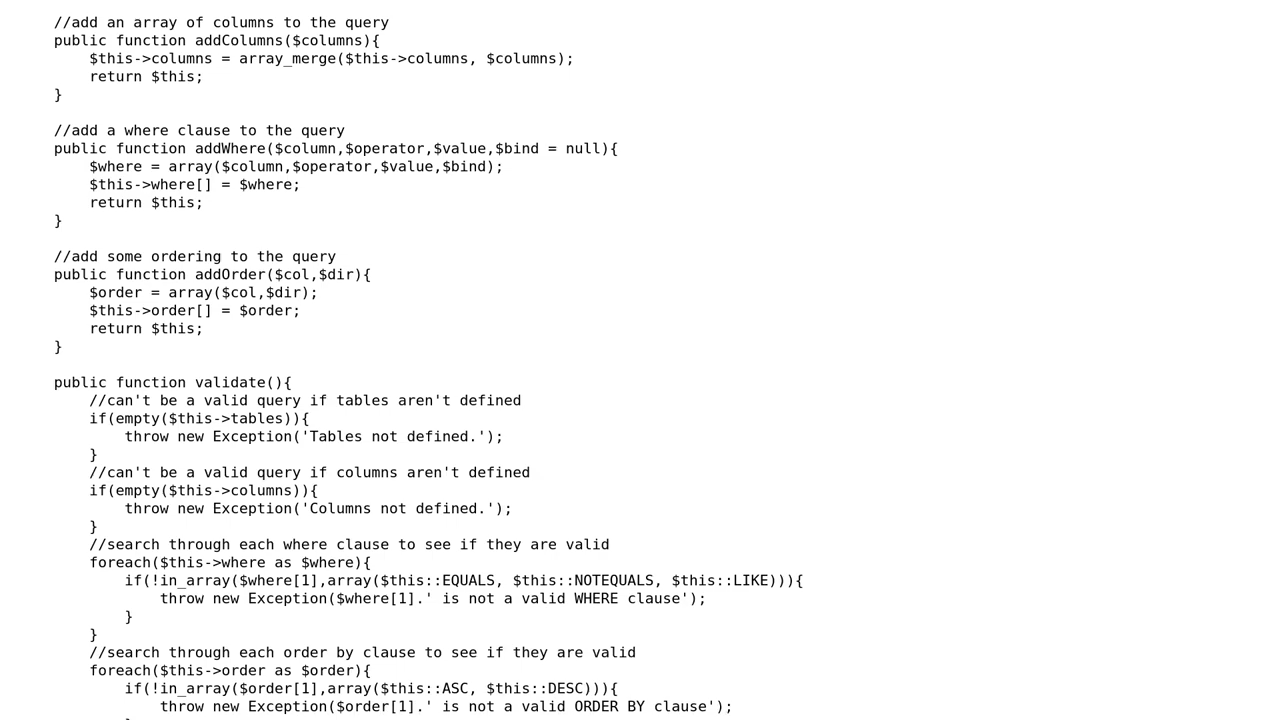 //add an array of columns to the query
public function addColumns($columns){
$this->columns = array_merge($this->columns, $columns);
return $this;
}
//add a where clause to the query
public function addWhere($column,$operator,$value,$bind = null){
$where = array($column,$operator,$value,$bind);
$this->where[] = $where;
return $this;
}
//add some ordering to the query
public function addOrder($col,$dir){
$order = array($col,$dir);
$this->order[] = $order;
return $this;
}
public function validate(){
//can't be a valid query if tables aren't defined
if(empty($this->tables)){
throw new Exception('Tables not defined.');
}
//can't be a valid query if columns aren't defined
if(empty($this->columns)){
throw new Exception('Columns not defined.');
}
//search through each where clause to see if they are valid
foreach($this->where as $where){
if(!in_array($where[1],array($this::EQUALS, $this::NOTEQUALS, $this::LIKE))){
throw new Exception($where[1].' is not a valid WHERE clause');
}
}
//search through each order by clause to see if they are valid
foreach($this->order as $order){
if(!in_array($order[1],array($this::ASC, $this::DESC))){
throw new Exception($order[1].' is not a valid ORDER BY clause');